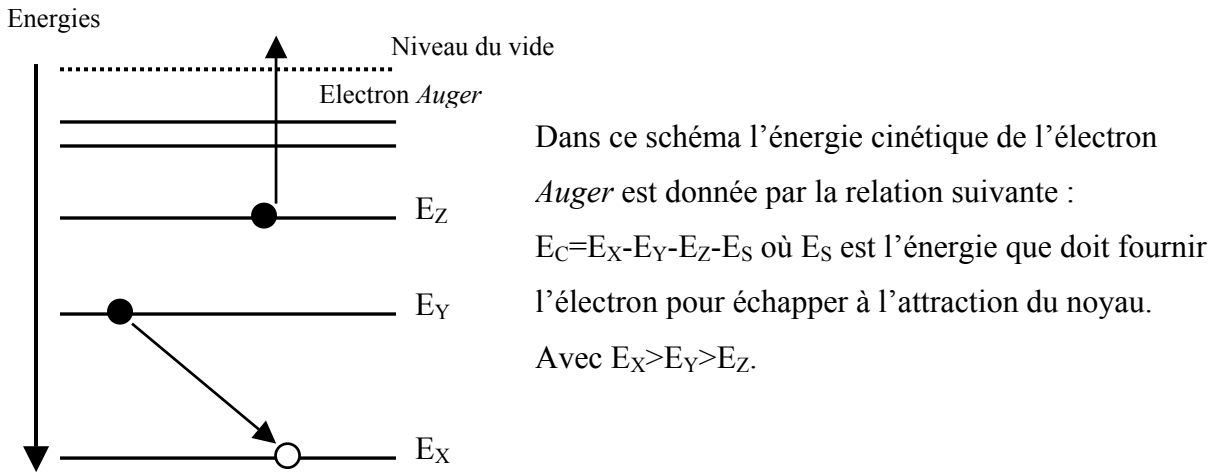 Energies
Niveau du vide
Electron Auger
E_Z
E_Y
E_X
Dans ce schéma l’énergie cinétique de l’électron
Auger est donnée par la relation suivante :
E_C=E_X-E_Y-E_Z-E_S où E_S est l’énergie que doit fournir
l’électron pour échapper à l’attraction du noyau.
Avec E_X>E_Y>E_Z.